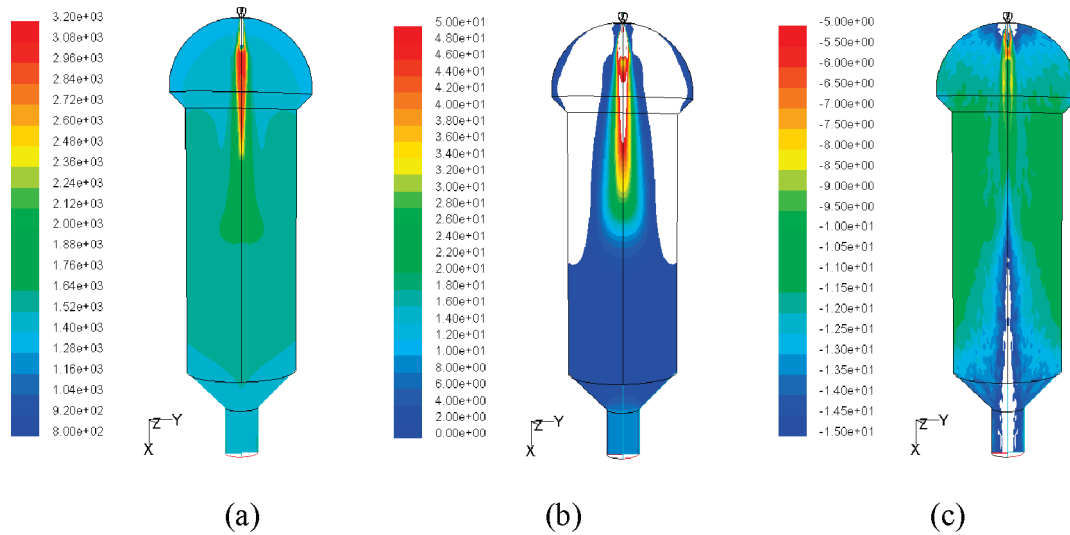 3.20e+03
3.08e+03
2.96e+03
2.84e+03
2.72e+03
2.60e+03
2.48e+03
2.36e+03
2.24e+03
2.12e+03
2.00e+03
1.88e+03
1.76e+03
1.64e+03
1.52e+03
1.40e+03
1.28e+03
1.16e+03
1.04e+03
9.20e+02
8.00e+02
Z Y
X
(a)
5.00e+01
4.80e+01
4.60e+01
4.40e+01
4.20e+01
4.00e+01
3.80e+01
3.60e+01
3.40e+01
3.20e+01
3.00e+01
2.80e+01
2.60e+01
2.40e+01
2.20e+01
2.00e+01
1.80e+01
1.60e+01
1.40e+01
1.20e+01
1.00e+01
8.00e+00
6.00e+00
4.00e+00
2.00e+00
0.00e+00
Z Y
X
(b)
-5.00e+00
-5.50e+00
-6.00e+00
-6.50e+00
-7.00e+00
-7.50e+00
-8.00e+00
-8.50e+00
-9.00e+00
-9.50e+00
-1.00e+01
-1.05e+01
-1.10e+01
-1.15e+01
-1.20e+01
-1.25e+01
-1.30e+01
-1.35e+01
-1.40e+01
-1.45e+01
-1.50e+01
Z Y
X
(c)